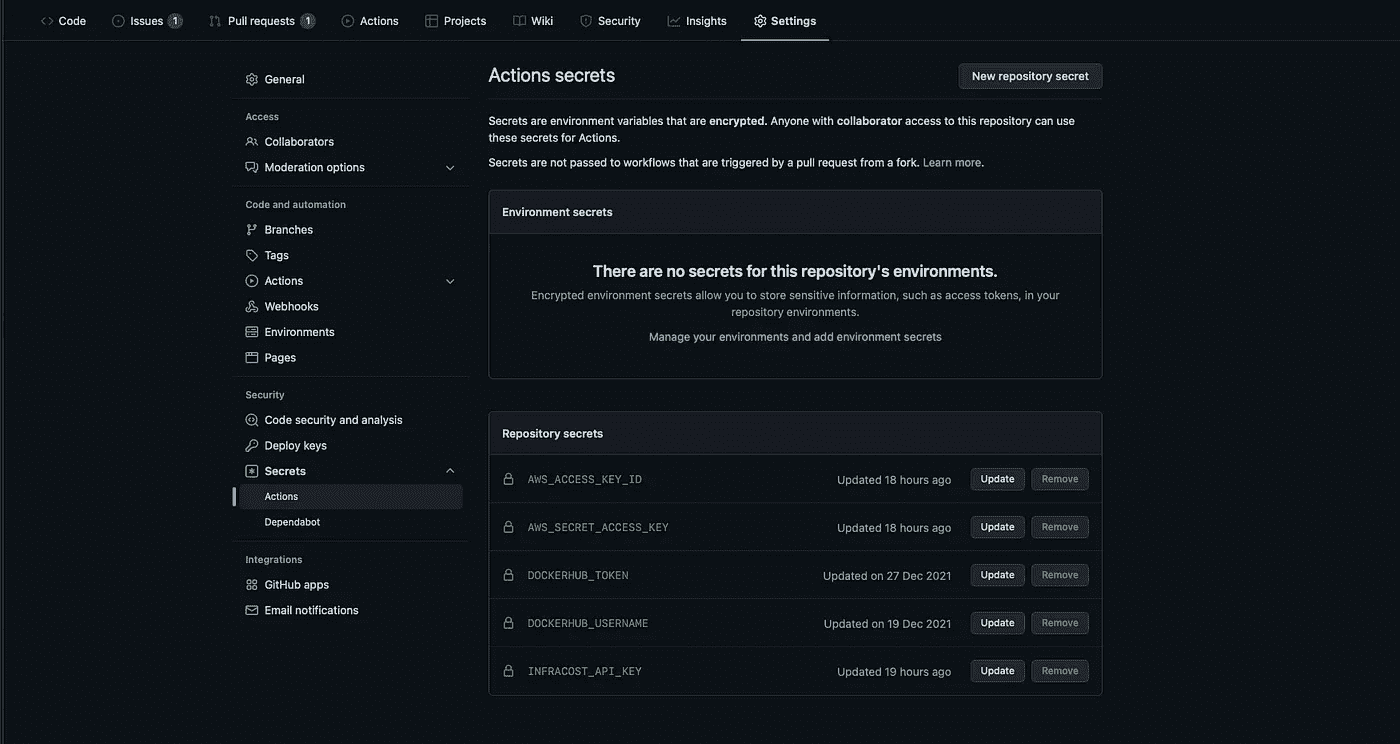 Code Issues 1 Pull requests 1 Actions Projects Wiki Security Insights Settings
General
Access
Collaborators
Moderation options
Code and automation
Branches
Tags
Actions
Webhooks
Environments
Pages
Security
Code security and analysis
Deploy keys
Secrets
Actions
Dependabot
Integrations
GitHub apps
Email notifications
Actions secrets
New repository secret
Secrets are environment variables that are encrypted. Anyone with collaborator access to this repository can use
these secrets for Actions.
Secrets are not passed to workflows that are triggered by a pull request from a fork. Learn more.
Environment secrets
There are no secrets for this repository's environments.
Encrypted environment secrets allow you to store sensitive information, such as access tokens, in your
repository environments.
Manage your environments and add environment secrets
Repository secrets
AWS_ACCESS_KEY_ID Updated 18 hours ago Update Remove
AWS_SECRET_ACCESS_KEY Updated 18 hours ago Update Remove
DOCKERHUB_TOKEN Updated on 27 Dec 2021 Update Remove
DOCKERHUB_USERNAME Updated on 19 Dec 2021 Update Remove
INFRACOST_API_KEY Updated 19 hours ago Update Remove